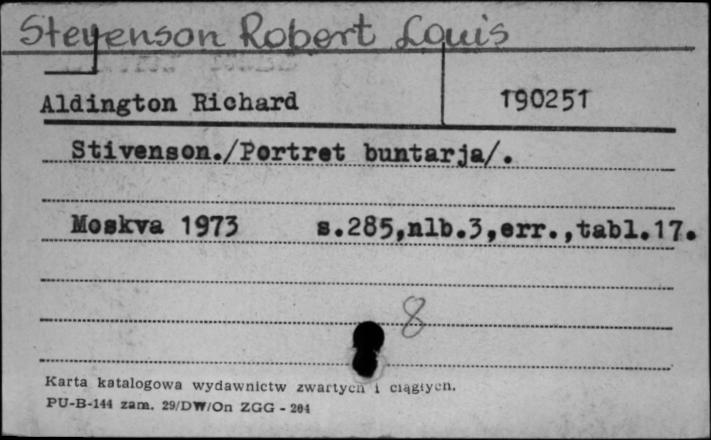 Stevenson Robert Louis
Aldington Richard 190251
Stivenson./Portret buntarja/.
Moskva 1973 s.285,nlb.3,err.,tabl.17.
8
Karta katalogowa wydawnictw zwartych i ciągłych.
PU-B-144 zam. 29/DW/On ZGG - 204